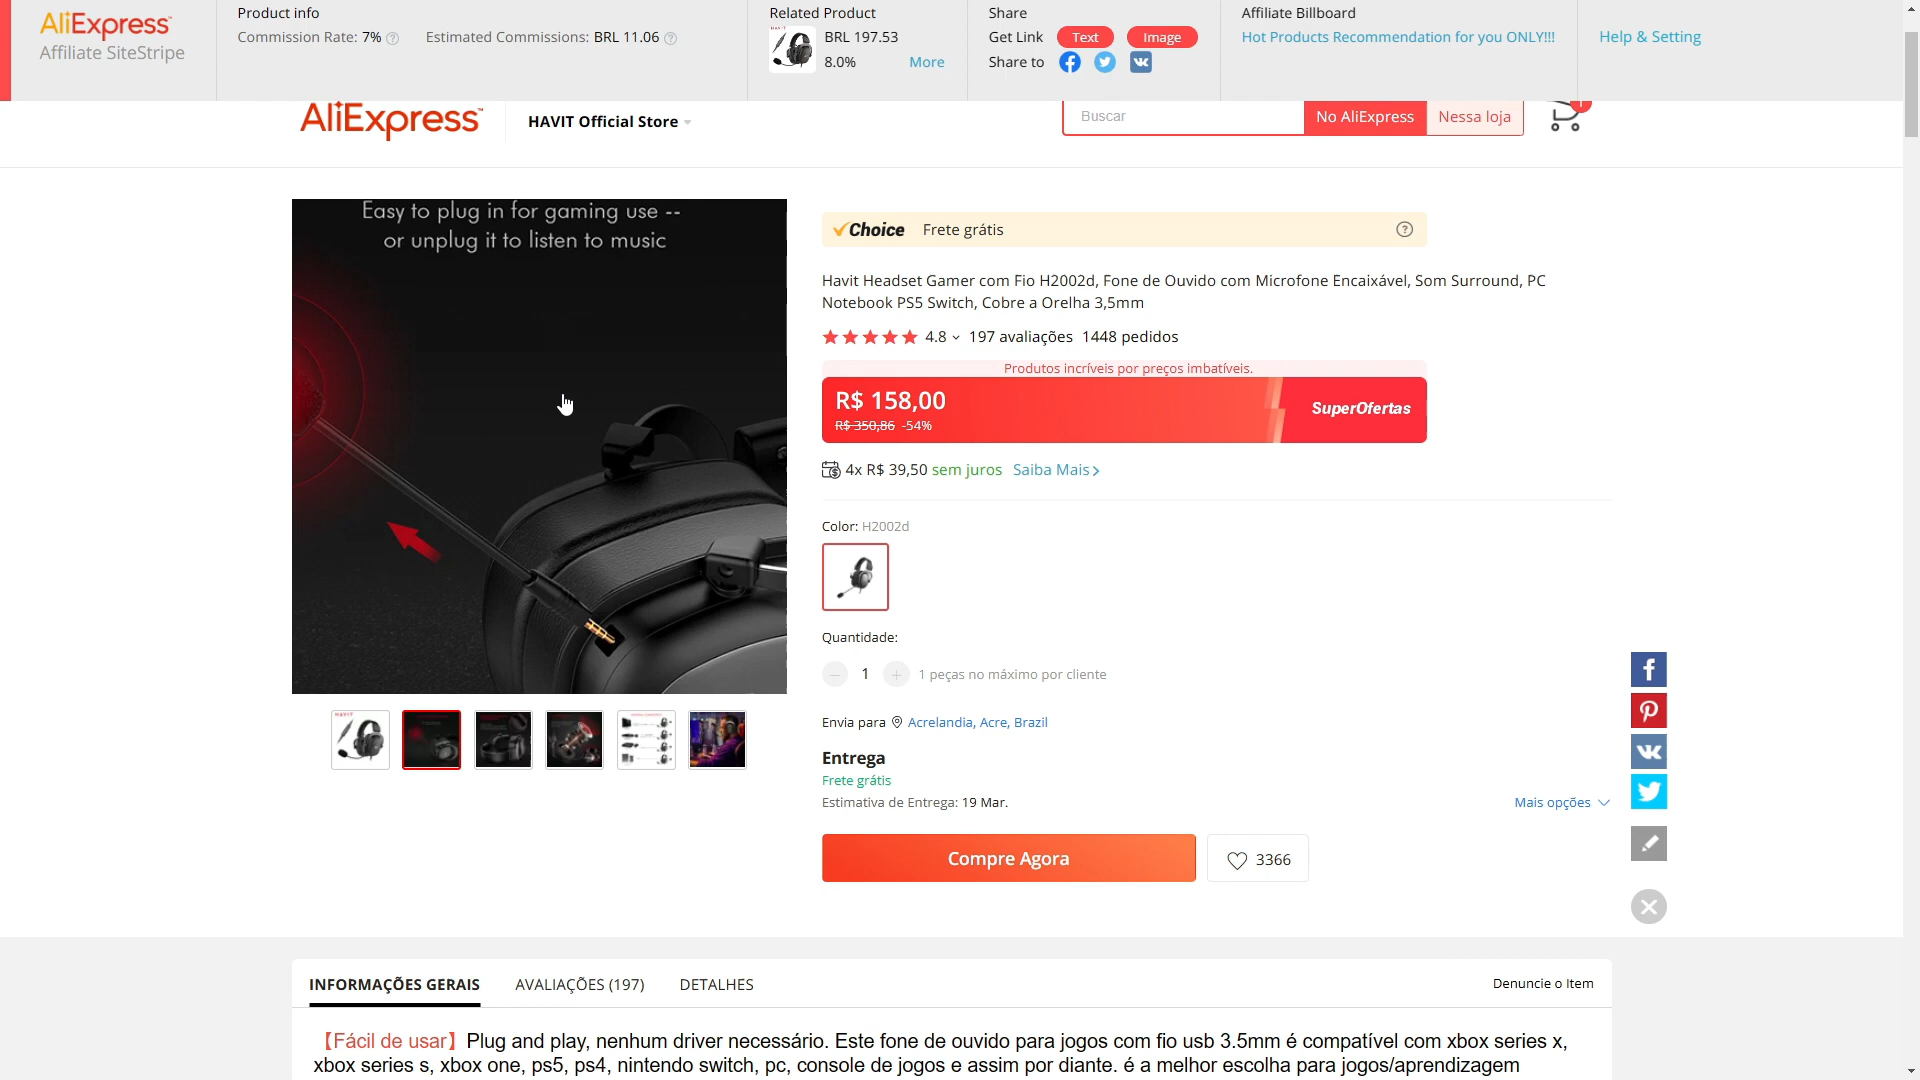 AliExpress
Affiliate SiteStripe
Product info
Commission Rate: 7%
Estimated Commissions: BRL 11.06
Related Product
BRL 197.53
8.0%
More
Share
Get Link
Text
Image
Share to
Affiliate Billboard
Hot Products Recommendation for you ONLY!!!
Help & Setting
AliExpress
HAVIT Official Store
Buscar
No AliExpress
Nessa loja
Easy to plug in for gaming use --
or unplug it to listen to music
Choice
Frete grátis
Havit Headset Gamer com Fio H2002d, Fone de Ouvido com Microfone Encaixável, Som Surround, PC
Notebook PS5 Switch, Cobre a Orelha 3,5mm
4.8
197 avaliações
1448 pedidos
Produtos incríveis por preços imbatíveis.
R$ 158,00
R$ 350,86 -54%
SuperOfertas
4x R$ 39,50 sem juros Saiba Mais
Color: H2002d
Quantidade:
1
1 peças no máximo por cliente
Envia para Acrelandia, Acre, Brazil
Entrega
Frete grátis
Estimativa de Entrega: 19 Mar.
Mais opções
Compre Agora
3366
INFORMAÇÕES GERAIS
AVALIAÇÕES (197)
DETALHES
Denuncie o Item
【Fácil de usar】Plug and play, nenhum driver necessário. Este fone de ouvido para jogos com fio usb 3.5mm é compatível com xbox series x,
xbox series s, xbox one, ps5, ps4, nintendo switch, pc, console de jogos e assim por diante. é a melhor escolha para jogos/aprendizagem